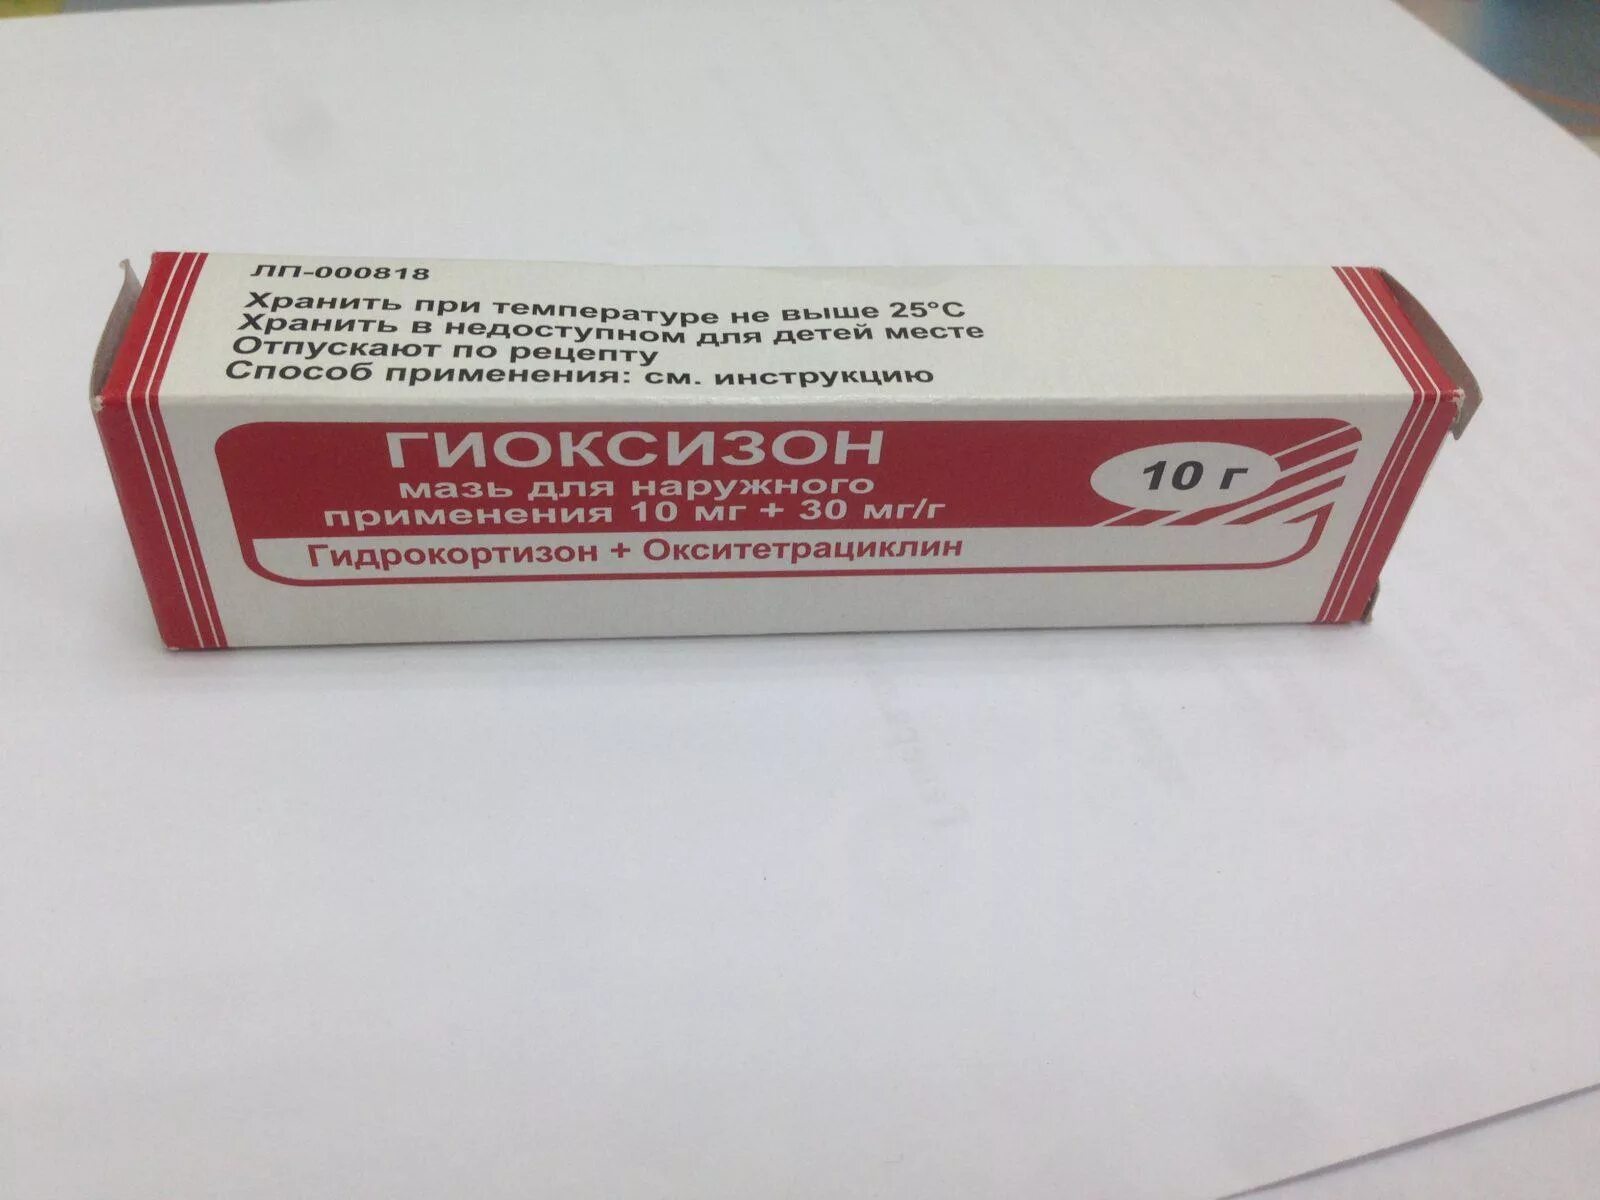 ЛП-000818
Хранить при температуре не выше 25°С
Хранить в недоступном для детей месте
Отпускают по рецепту
Способ применения: см. инструкцию
ГИОКСИЗОН
мазь для наружного
применения 10 мг + 30 мг/г
10 г
Гидрокортизон + Окситетрациклин